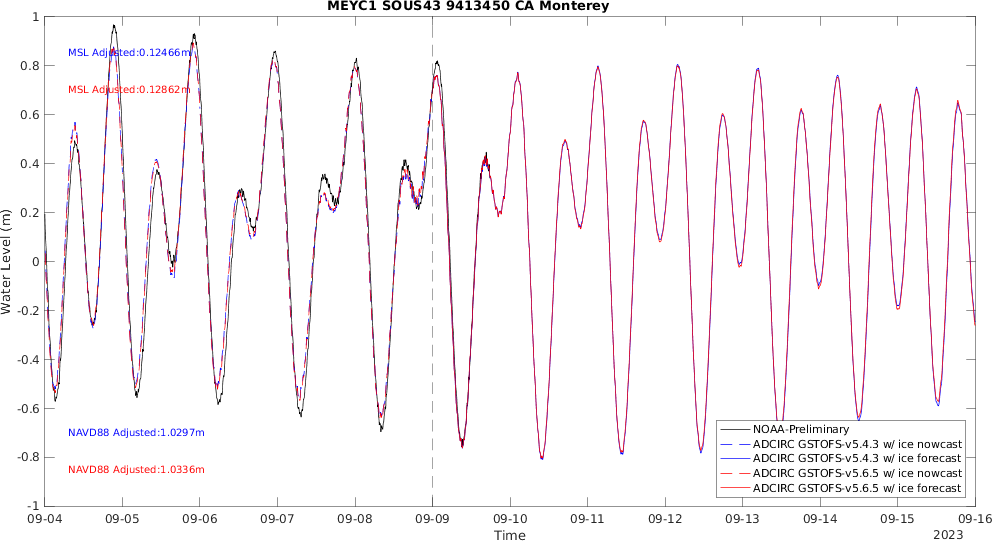 MEYC1 SOUS43 9413450 CA Monterey
1
0.8
0.6
0.4
0.2
0
-0.2
-0.4
-0.6
-0.8
-1
Water Level (m)
MSL Adjusted:0.12466m
MSL Adjusted:0.12862m
NAVD88 Adjusted:1.0297m
NAVD88 Adjusted:1.0336m
NOAA-Preliminary
ADCIRC GSTOFS-v5.4.3 w/ ice nowcast
ADCIRC GSTOFS-v5.4.3 w/ ice forecast
ADCIRC GSTOFS-v5.6.5 w/ ice nowcast
ADCIRC GSTOFS-v5.6.5 w/ ice forecast
09-04 09-05 09-06 09-07 09-08 09-09 09-10 09-11 09-12 09-13 09-14 09-15 09-16
Time
2023